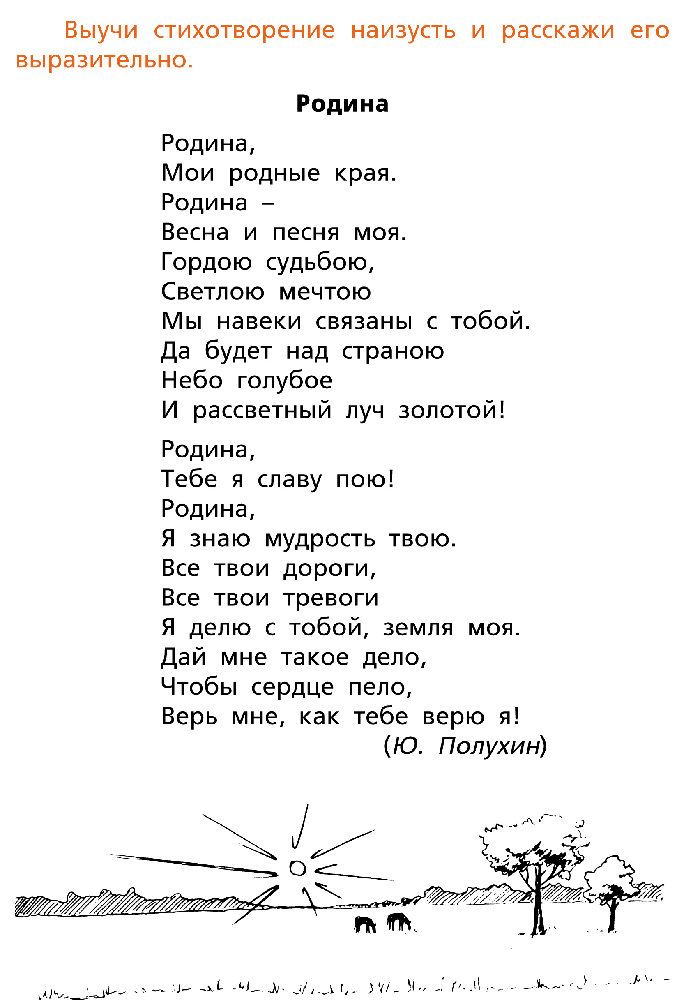 Выучи стихотворение наизусть и расскажи его
выразительно.
Родина
Родина,
Мои родные края.
Родина –
Весна и песня моя.
Гордою судьбою,
Светлою мечтою
Мы навеки связаны с тобой.
Да будет над страною
Небо голубое
И рассветный луч золотой!
Родина,
Тебе я славу пою!
Родина,
Я знаю мудрость твою.
Все твои дороги,
Все твои тревоги
Я делю с тобой, земля моя.
Дай мне такое дело,
Чтобы сердце пело,
Верь мне, как тебе верю я!
(Ю. Полухин)